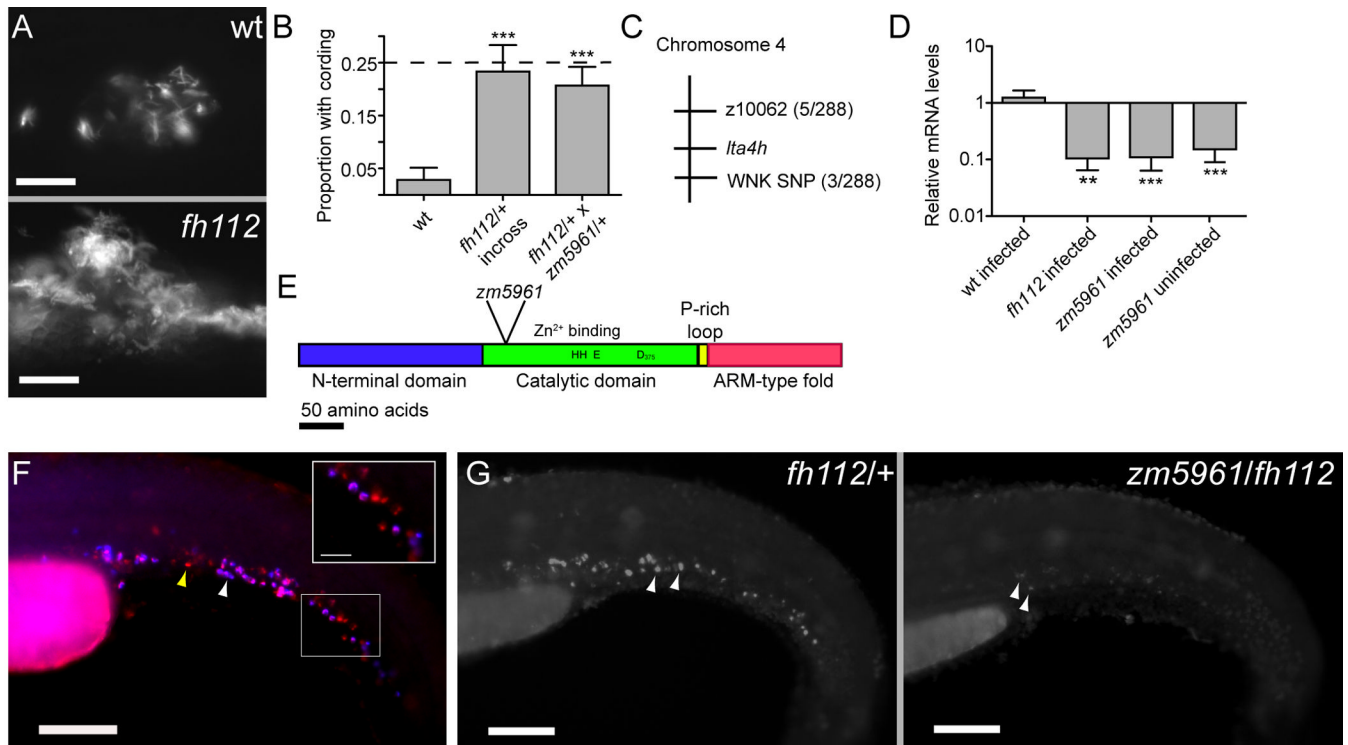 A
wt
fh112
B
Proportion with cording
0.25
0.15
0.05
***
***
wt
fh112/+
incross
fh112/+ x
zm5961/+
C
Chromosome 4
z10062 (5/288)
lta4h
WNK SNP (3/288)
D
Relative mRNA levels
10
1
0.1
0.01
**
***
***
wt infected
fh112 infected
zm5961 infected
zm5961 uninfected
E
zm5961
Zn²⁺ binding
P-rich
loop
HH E
D₃₇₅
N-terminal domain
Catalytic domain
ARM-type fold
50 amino acids
F
G
fh112/+
zm5961/fh112